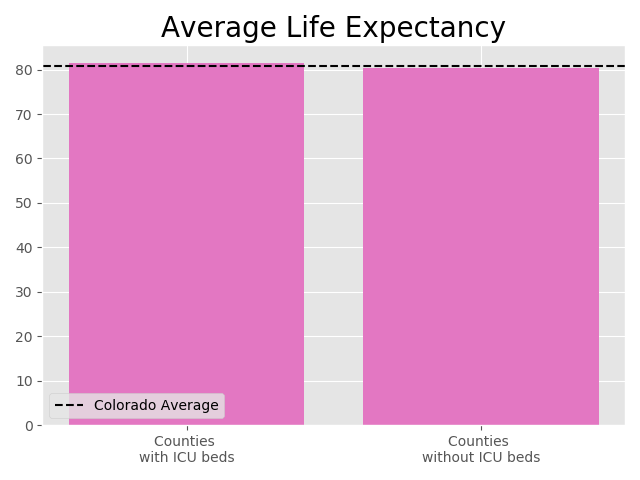 Average Life Expectancy
80
70
60
50
40
30
20
10
0
Colorado Average
Counties
with ICU beds
Counties
without ICU beds